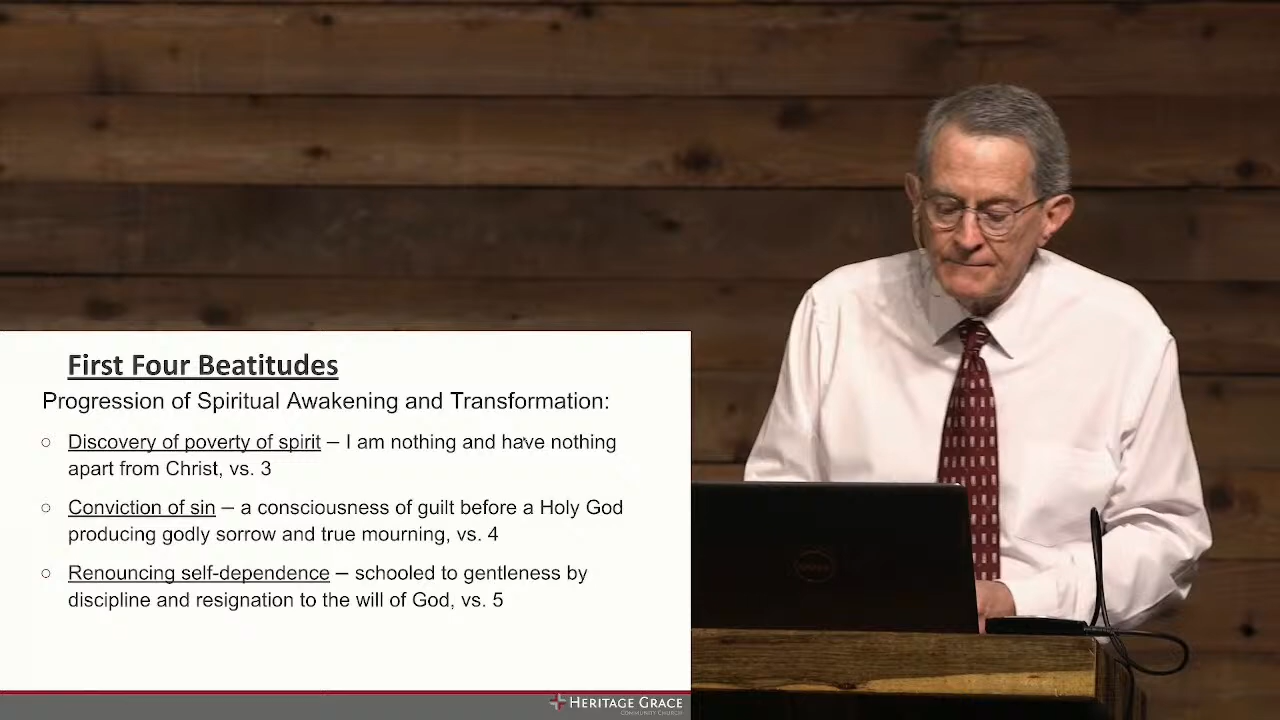 First Four Beatitudes
Progression of Spiritual Awakening and Transformation:
○ Discovery of poverty of spirit – I am nothing and have nothing
apart from Christ, vs. 3
○ Conviction of sin – a consciousness of guilt before a Holy God
producing godly sorrow and true mourning, vs. 4
○ Renouncing self-dependence – schooled to gentleness by
discipline and resignation to the will of God, vs. 5
HERITAGE GRACE
COMMUNITY CHURCH